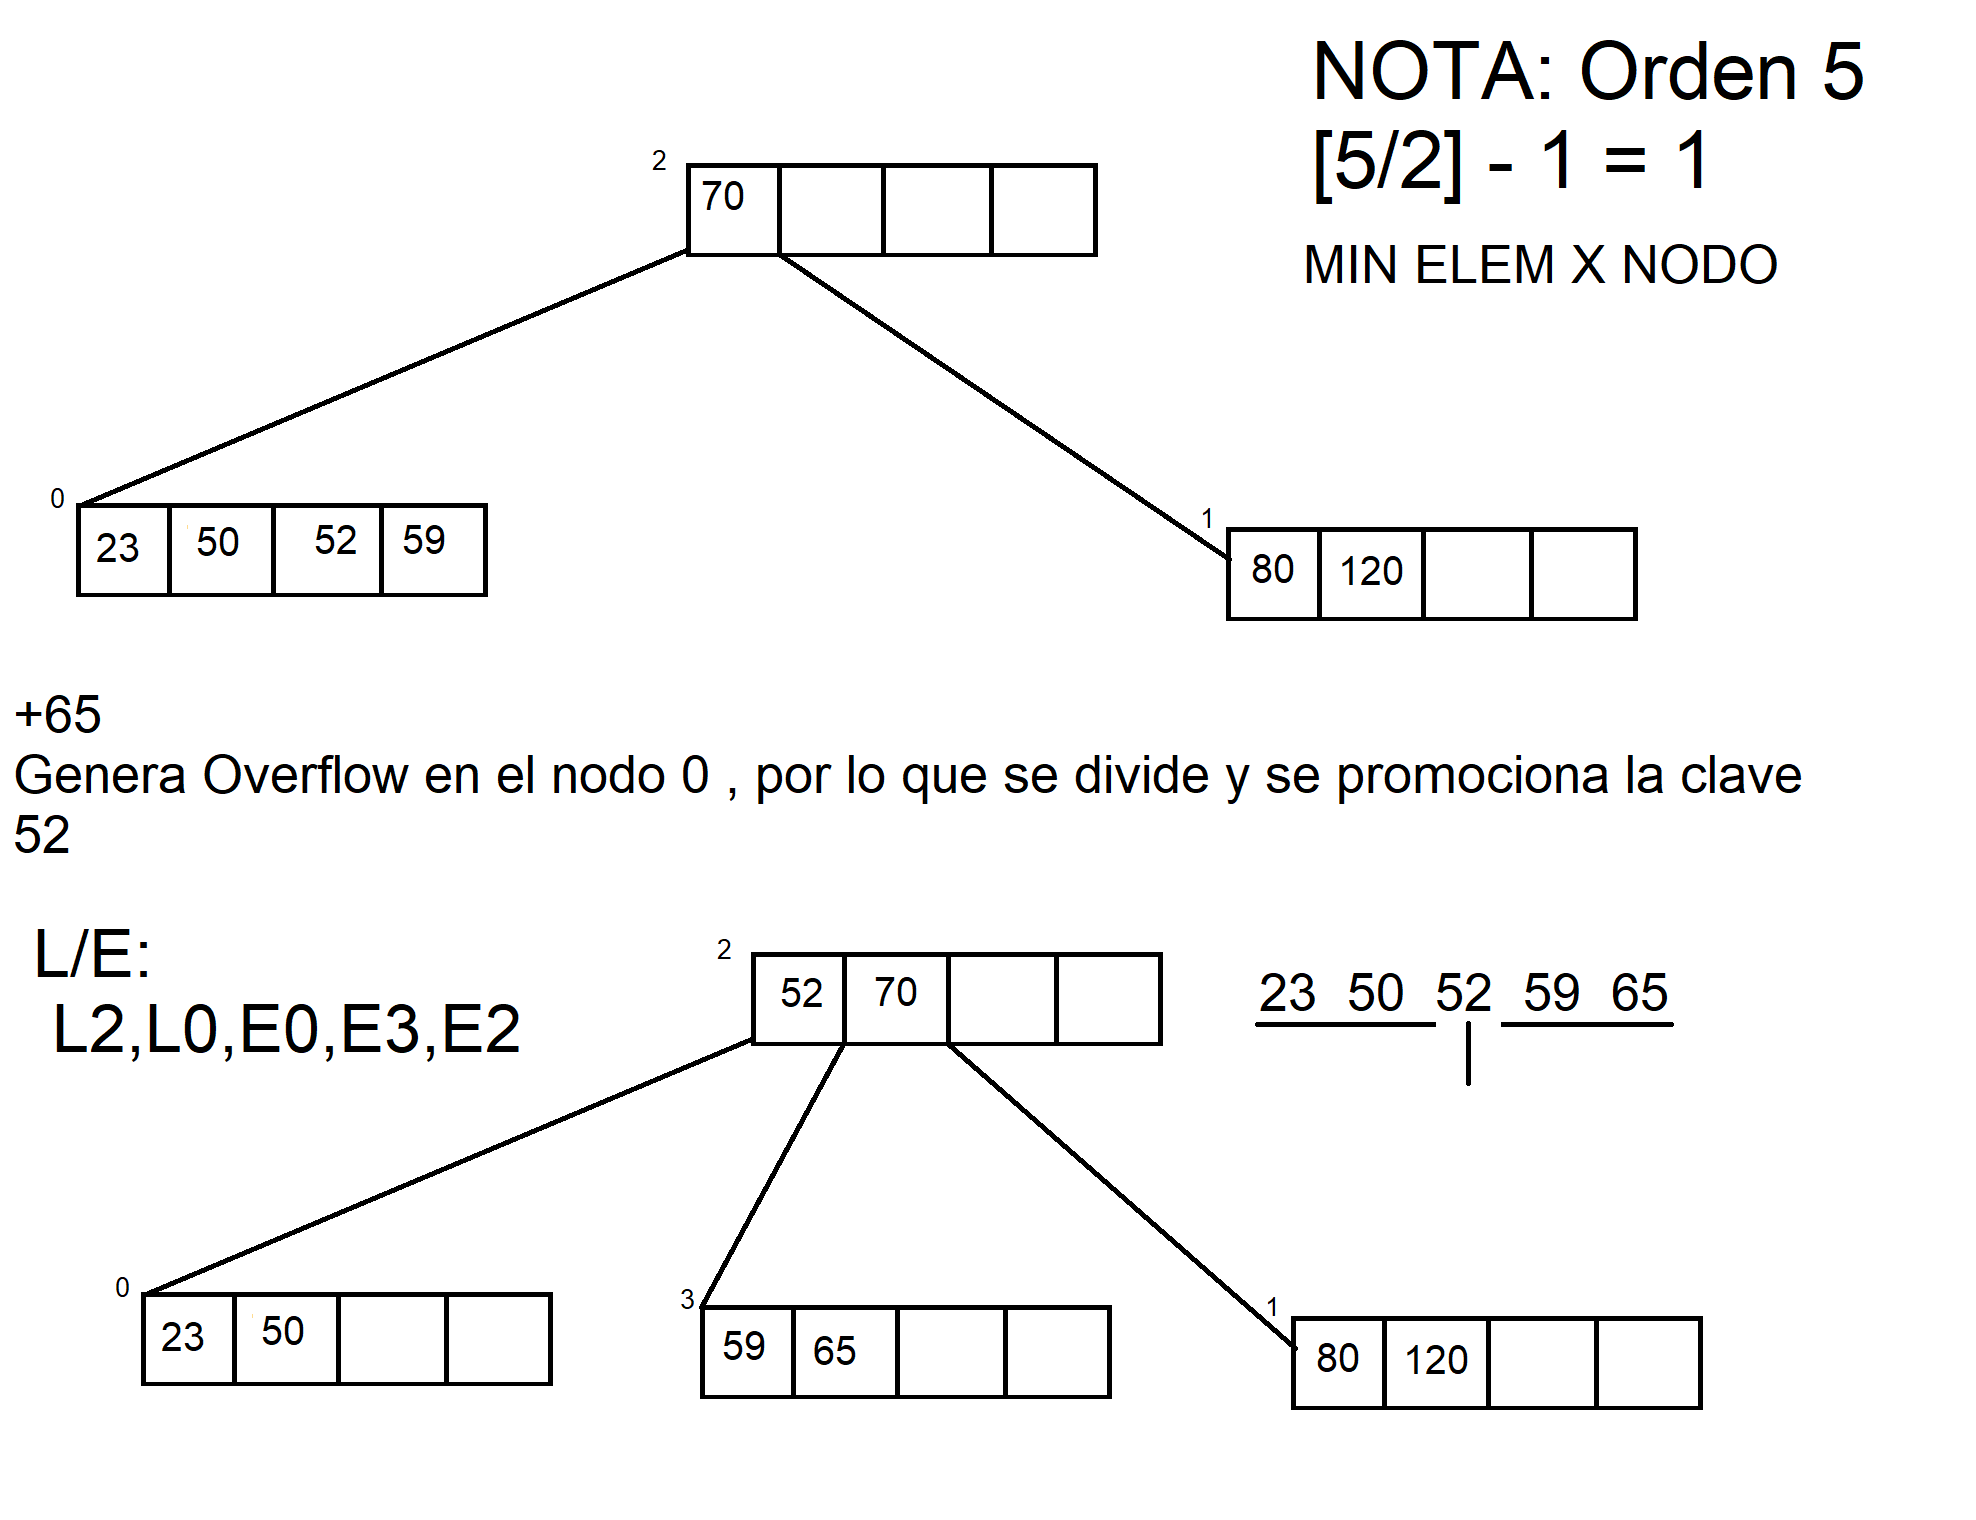 NOTA: Orden 5
[5/2] - 1 = 1
MIN ELEM X NODO
2
70
0
23 50 52 59
1
80 120
+65
Genera Overflow en el nodo 0 , por lo que se divide y se promociona la clave
52
L/E:
L2,L0,E0,E3,E2
2
52 70
23 50 52 59 65
0
23 50
3
59 65
1
80 120